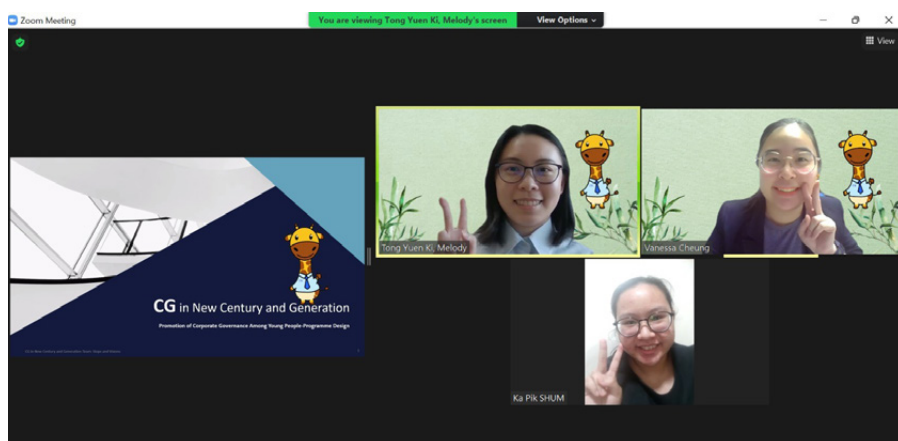 Zoom Meeting
You are viewing Tong Yuen Ki, Melody's screen
View Options
View
CG in New Century and Generation
Promotion of Corporate Governance Among Young People-Programme Design
Tong Yuen Ki, Melody
Vanessa Cheung
Ka Pik SHUM